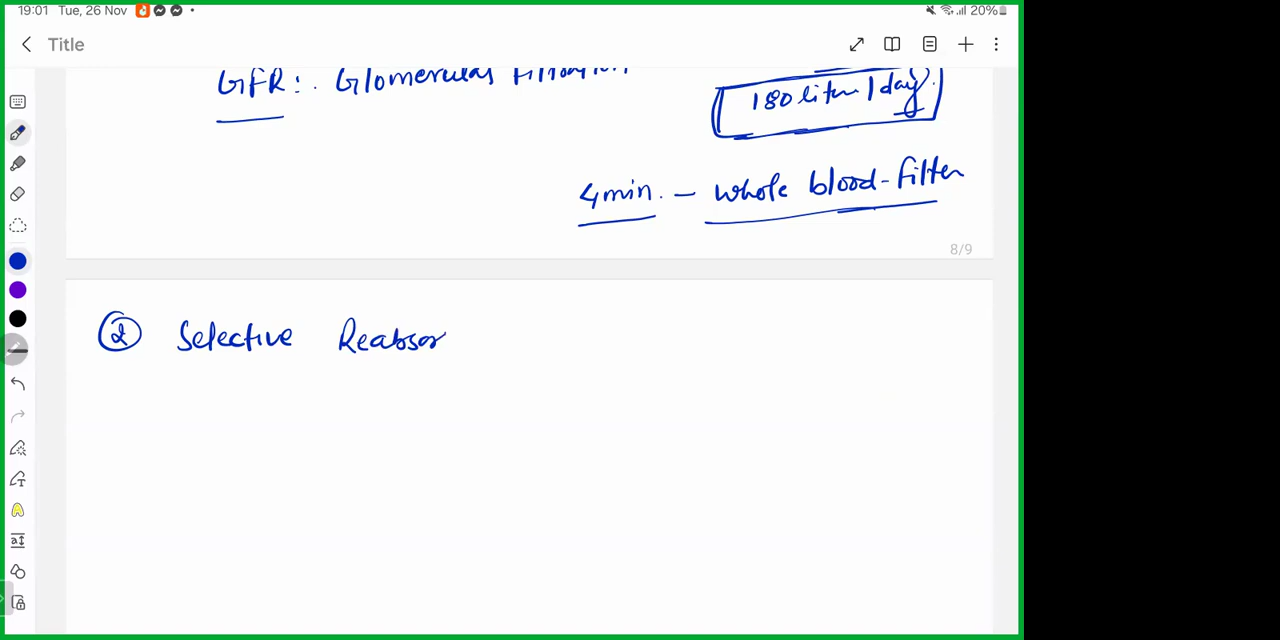 19:01 Tue, 26 Nov 20%
Title
GFR:. Glomerular Filtration
180 liter/day
4min. - whole blood-filter
8/9
② Selective Reabsor